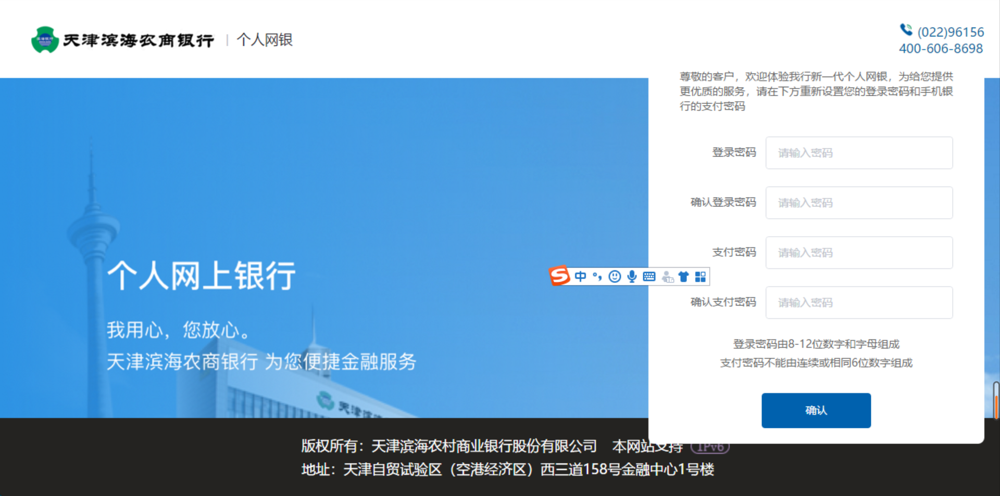 天津滨海农商银行 | 个人网银
(022)96156
400-606-8698
尊敬的客户，欢迎体验我行新一代个人网银，为给您提供
更优质的服务，请在下方重新设置您的登录密码和手机银
行的支付密码
登录密码 请输入密码
确认登录密码 请输入密码
支付密码 请输入密码
确认支付密码 请输入密码
登录密码由8-12位数字和字母组成
支付密码不能由连续或相同6位数字组成
确认
个人网上银行
我用心，您放心。
天津滨海农商银行 为您便捷金融服务
S中
天津滨
版权所有：天津滨海农村商业银行股份有限公司 本网站支持 IPv6
地址：天津自贸试验区（空港经济区）西三道158号金融中心1号楼